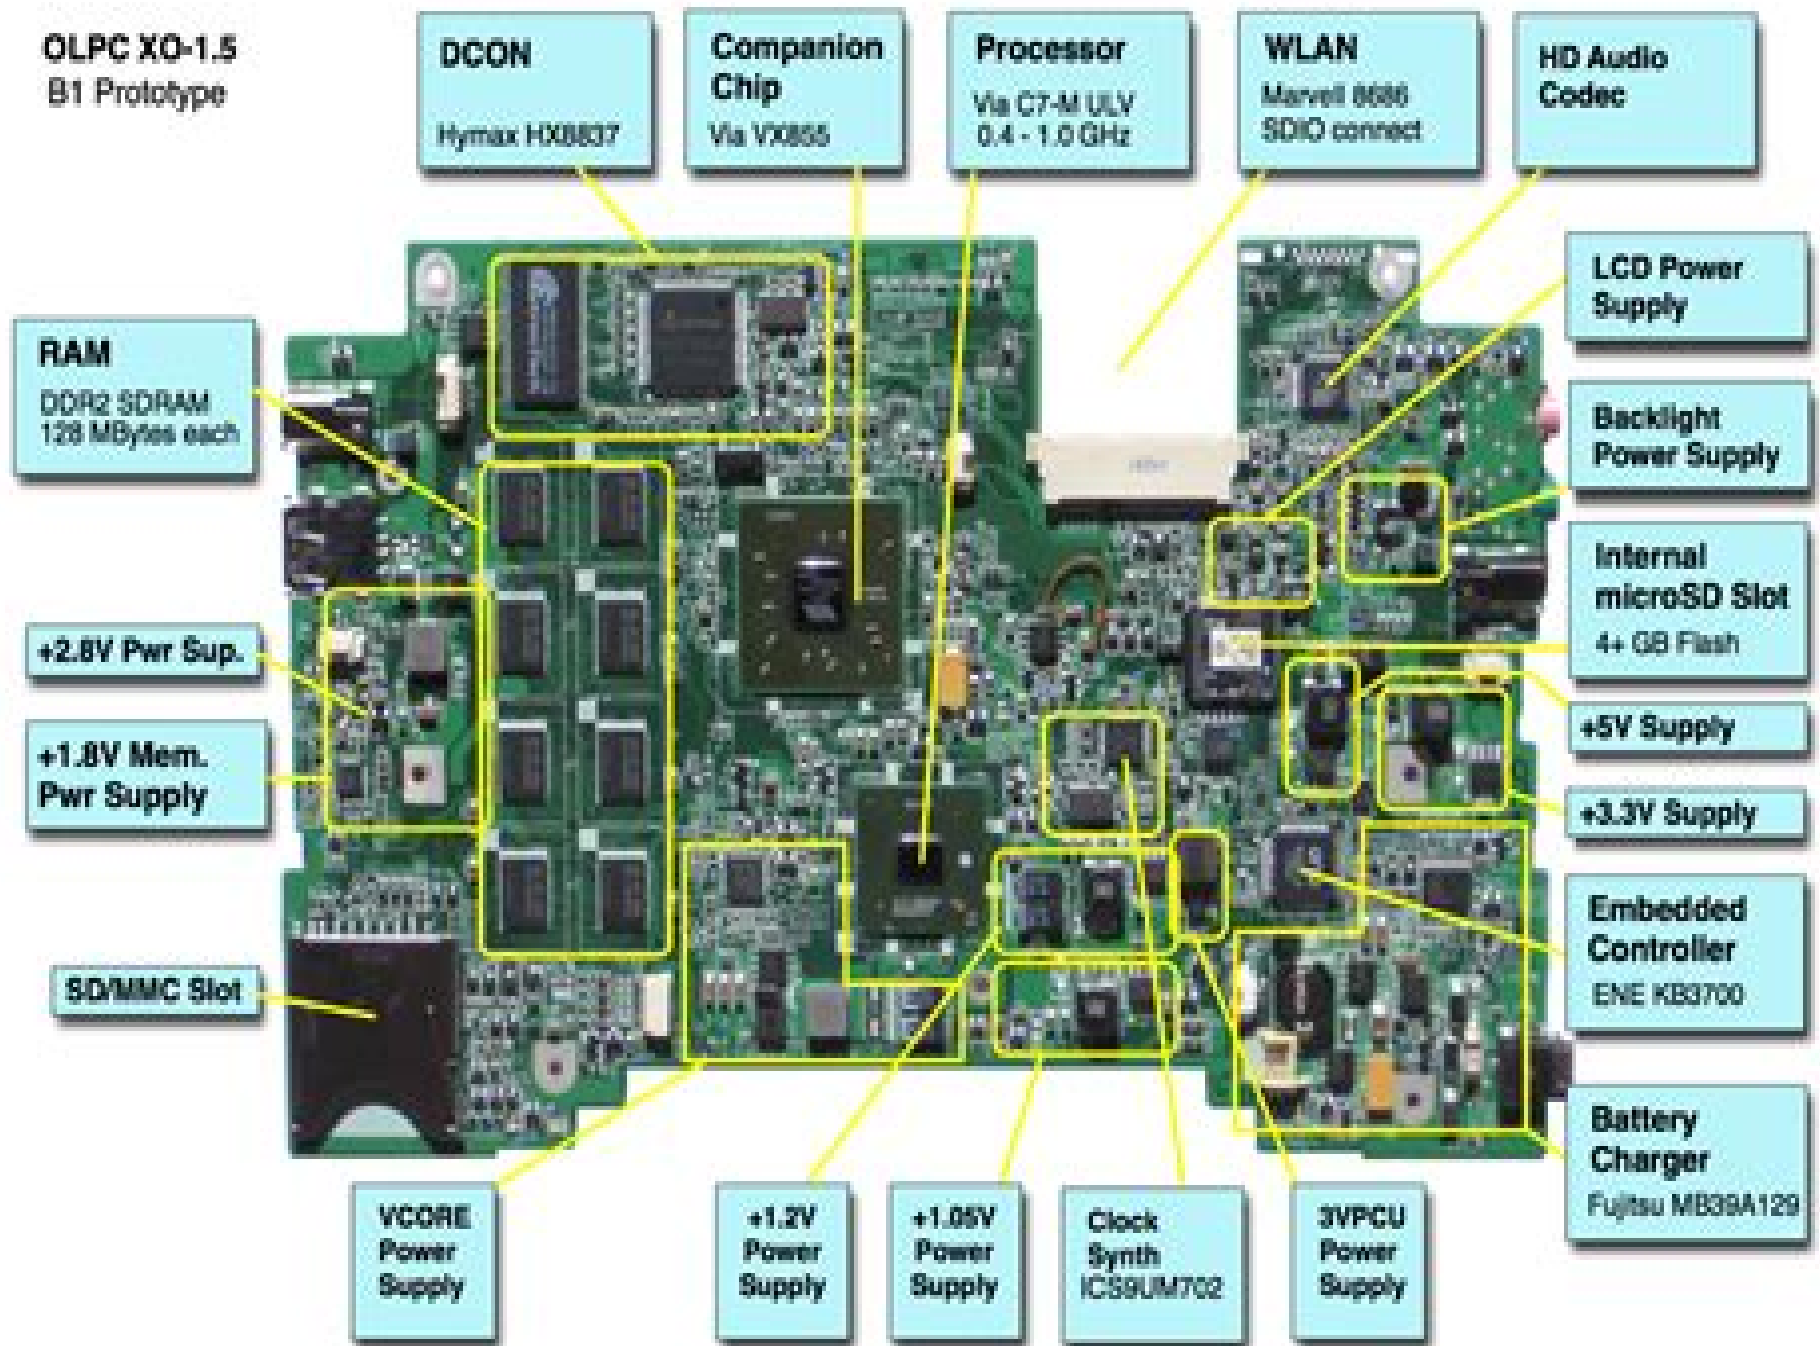 OLPC XO-1.5
B1 Prototype
DCON
Hymax HX8837
Companion
Chip
Via VX855
Processor
Via C7-M ULV
0.4 - 1.0 GHz
WLAN
Marvell 8686
SDIO connect
HD Audio
Codec
LCD Power
Supply
RAM
DDR2 SDRAM
128 MBytes each
Backlight
Power Supply
Internal
microSD Slot
4+ GB Flash
+2.8V Pwr Sup.
+5V Supply
+1.8V Mem.
Pwr Supply
+3.3V Supply
Embedded
Controller
ENE KB3700
SD/MMC Slot
Battery
Charger
Fujitsu MB39A129
VCORE
Power
Supply
+1.2V
Power
Supply
+1.05V
Power
Supply
Clock
Synth
ICS9UM702
3VPCU
Power
Supply